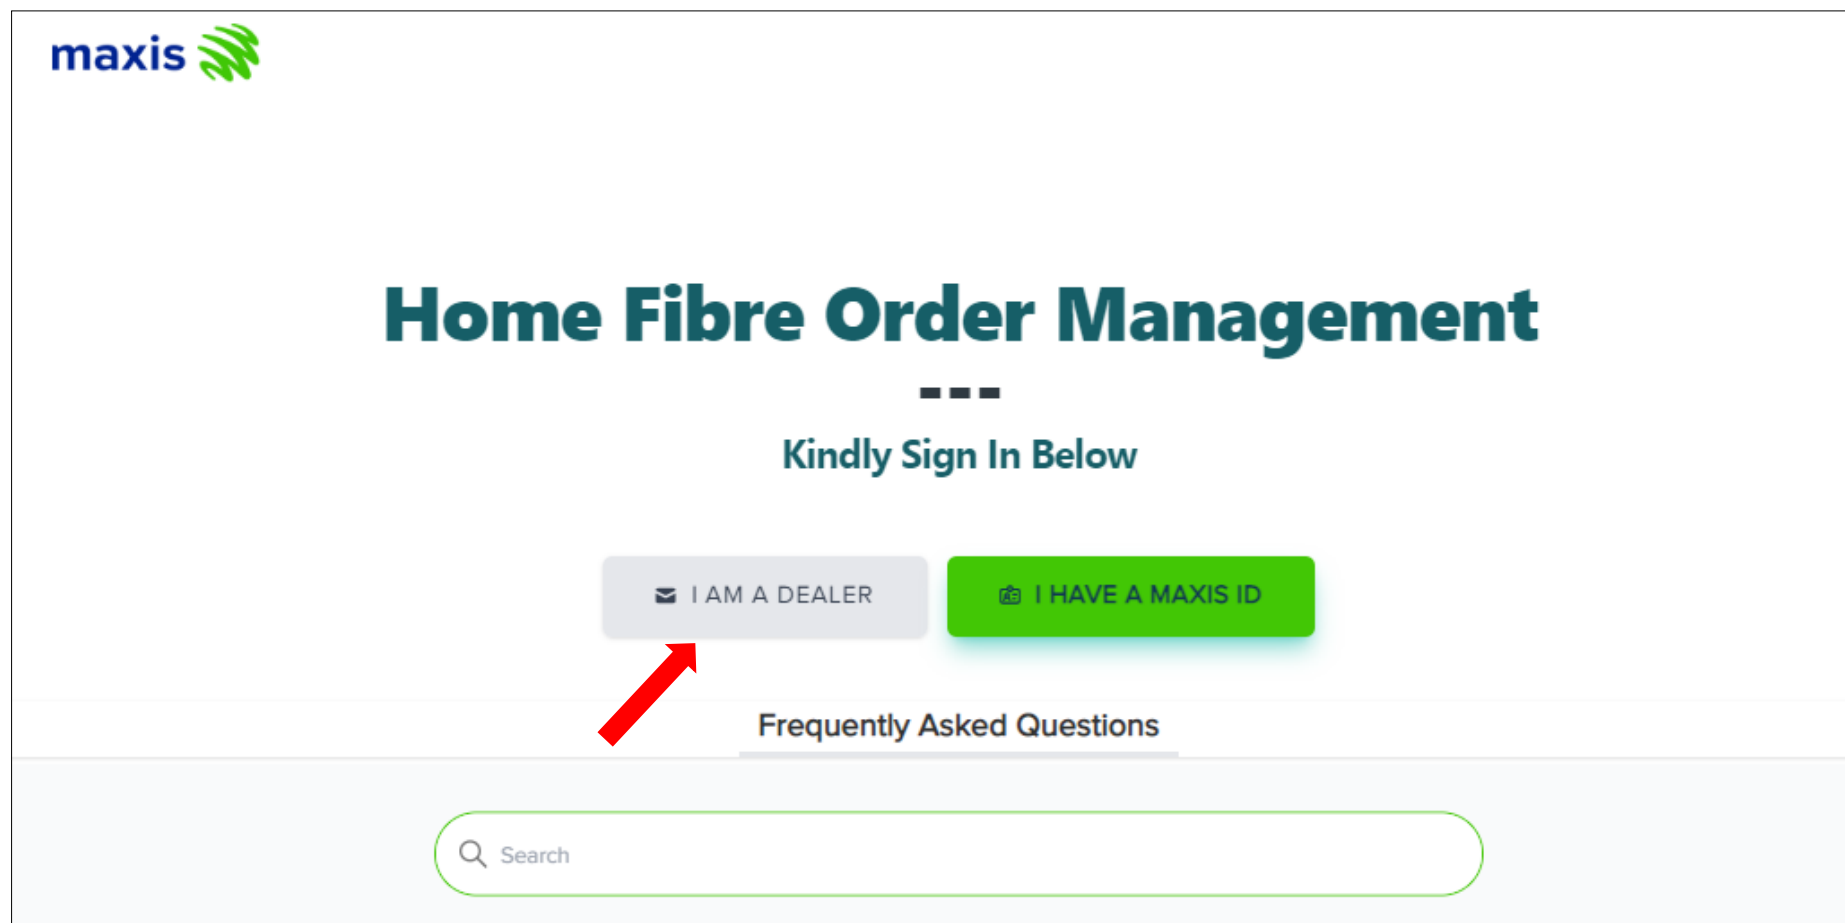 maxis
Home Fibre Order Management
---
Kindly Sign In Below
I AM A DEALER
I HAVE A MAXIS ID
Frequently Asked Questions
Search